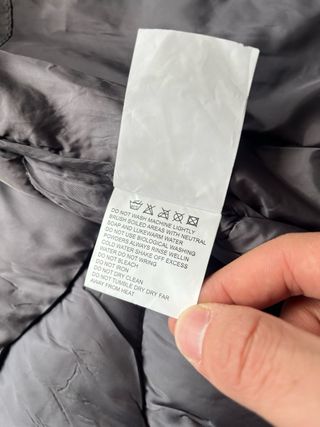 DO NOT WASH MACHINE LIGHTLY
BRUSH SOILED AREAS WITH NEUTRAL
SOAP AND LUKEWARM WATER
DO NOT USE BIOLOGICAL WASHING
POWDERS ALWAYS RINSE WELLIN
COLD WATER SHAKE OFF EXCESS
WATER DO NOT WRING
DO NOT BLEACH
DO NOT IRON
DO NOT DRY CLEAN
DO NOT TUMBLE DRY DRY FAR
AWAY FROM HEAT